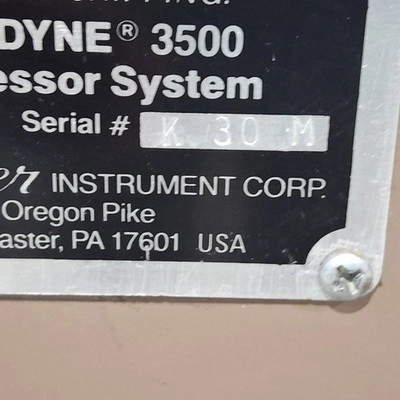 DYNE® 3500
essor System
Serial # K 30 M
er INSTRUMENT CORP.
Oregon Pike
aster, PA 17601 USA